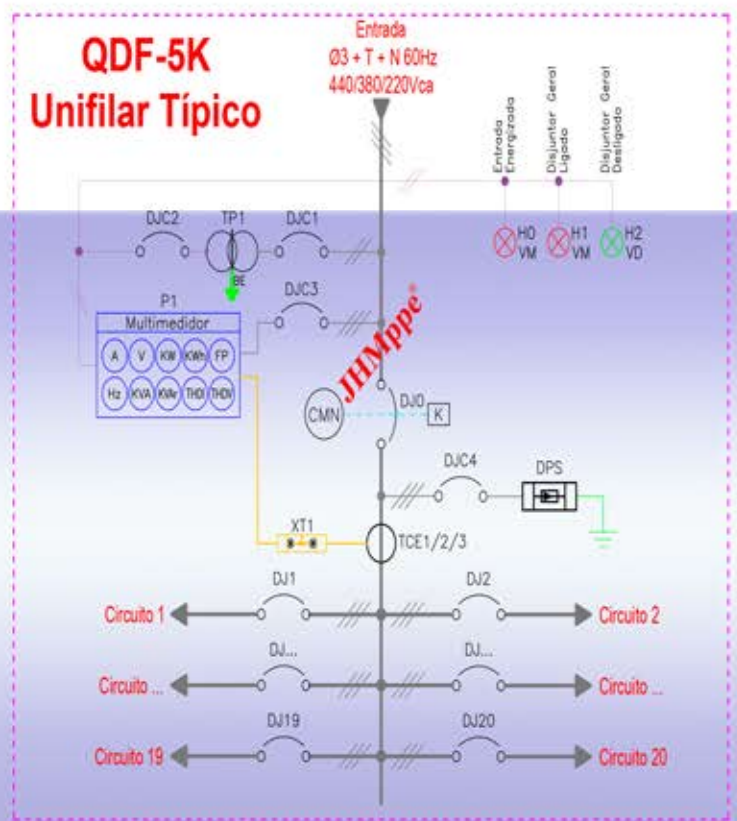 QDF-5K
Unifilar Típico
Entrada
Ø3 + T + N 60Hz
440/380/220Vca
Entrada
Energizada
Disjuntor Geral
Ligado
Disjuntor Geral
Desligado
DJC2
TP1
DJC1
H0
VM
H1
VM
H2
VD
BE
DJC3
P1
Multimedidor
A V KW KWh FP
Hz KVA KVAr THDI THDV
JHMppe®
CMN
DJ0
K
DJC4
DPS
XT1
TCE1/2/3
DJ1
DJ2
Circuito 1
Circuito 2
DJ...
DJ...
Circuito ...
Circuito ...
DJ19
DJ20
Circuito 19
Circuito 20